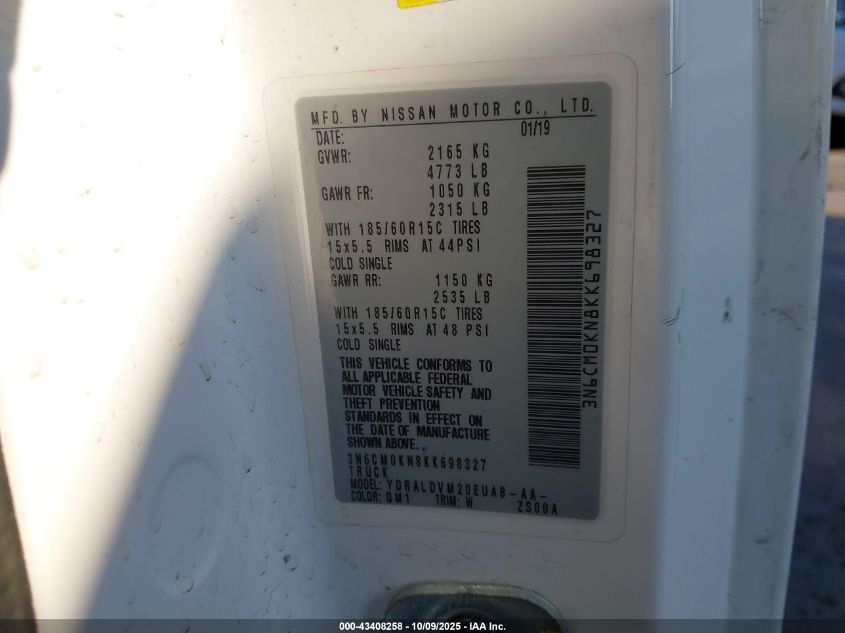 MFD. BY NISSAN MOTOR CO., LTD.
DATE: 01/19
GVWR: 2165 KG
4773 LB
GAWR FR: 1050 KG
2315 LB
WITH 185/60R15C TIRES
15x5.5 RIMS AT 44PSI
COLD SINGLE
GAWR RR: 1150 KG
2535 LB
WITH 185/60R15C TIRES
15x5.5 RIMS AT 48 PSI
COLD SINGLE
THIS VEHICLE CONFORMS TO
ALL APPLICABLE FEDERAL
MOTOR VEHICLE SAFETY AND
THEFT PREVENTION
STANDARDS IN EFFECT ON
THE DATE OF MANUFACTURE
SHOWN ABOVE.
3N6CM0KN8KK698327
TRUCK
MODEL: YDRALDVM20EUAB-AA-
COLOR: QM1 TRIM: W ZS00A
3N6CM0KN8KK698327
000-43408258 - 10/09/2025 - IAA Inc.